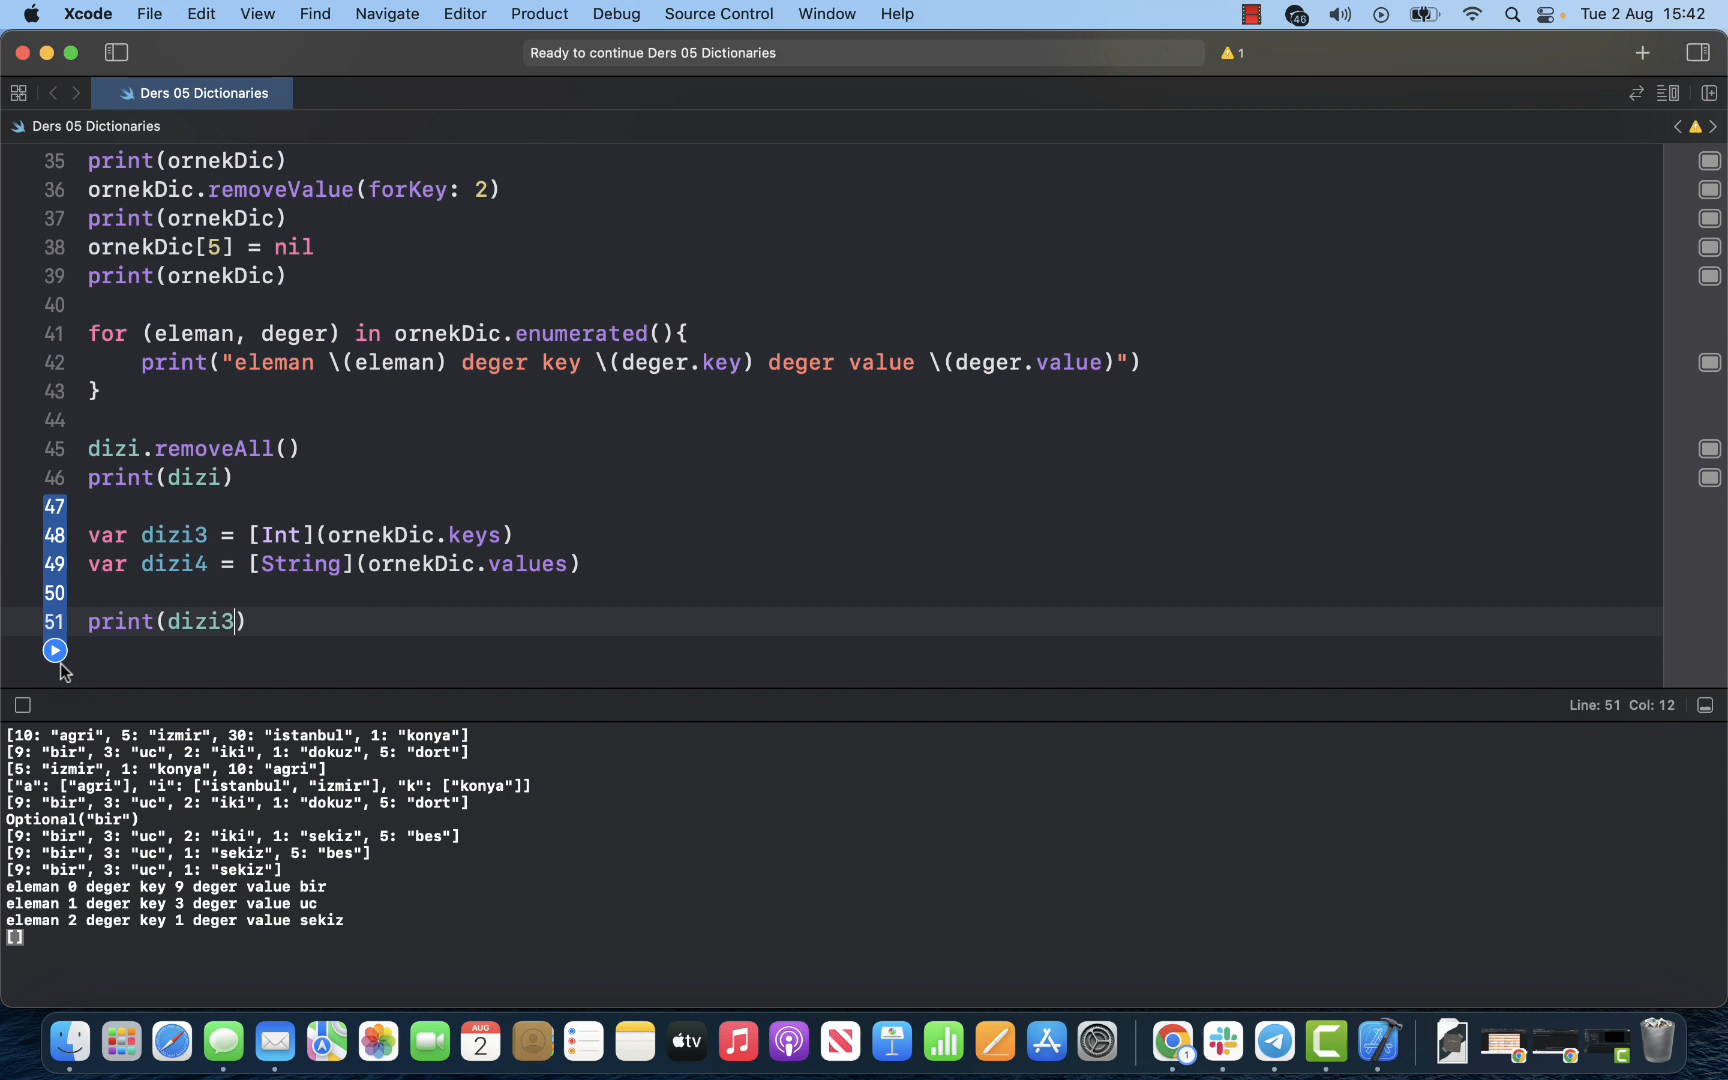 Xcode File Edit View Find Navigate Editor Product Debug Source Control Window Help
46
Tue 2 Aug 15:42
Ready to continue Ders 05 Dictionaries
1
Ders 05 Dictionaries
Ders 05 Dictionaries
35 print(ornekDic)
36 ornekDic.removeValue(forKey: 2)
37 print(ornekDic)
38 ornekDic[5] = nil
39 print(ornekDic)
40
41 for (eleman, deger) in ornekDic.enumerated(){
42 print("eleman \(eleman) deger key \(deger.key) deger value \(deger.value)")
43 }
44
45 dizi.removeAll()
46 print(dizi)
47
48 var dizi3 = [Int](ornekDic.keys)
49 var dizi4 = [String](ornekDic.values)
50
51 print(dizi3)
Line: 51 Col: 12
[10: "agri", 5: "izmir", 30: "istanbul", 1: "konya"]
[9: "bir", 3: "uc", 2: "iki", 1: "dokuz", 5: "dort"]
[5: "izmir", 1: "konya", 10: "agri"]
["a": ["agri"], "i": ["istanbul", "izmir"], "k": ["konya"]]
[9: "bir", 3: "uc", 2: "iki", 1: "dokuz", 5: "dort"]
Optional("bir")
[9: "bir", 3: "uc", 2: "iki", 1: "sekiz", 5: "bes"]
[9: "bir", 3: "uc", 1: "sekiz", 5: "bes"]
[9: "bir", 3: "uc", 1: "sekiz"]
eleman 0 deger key 9 deger value bir
eleman 1 deger key 3 deger value uc
eleman 2 deger key 1 deger value sekiz
[]
AUG
2
tv
1